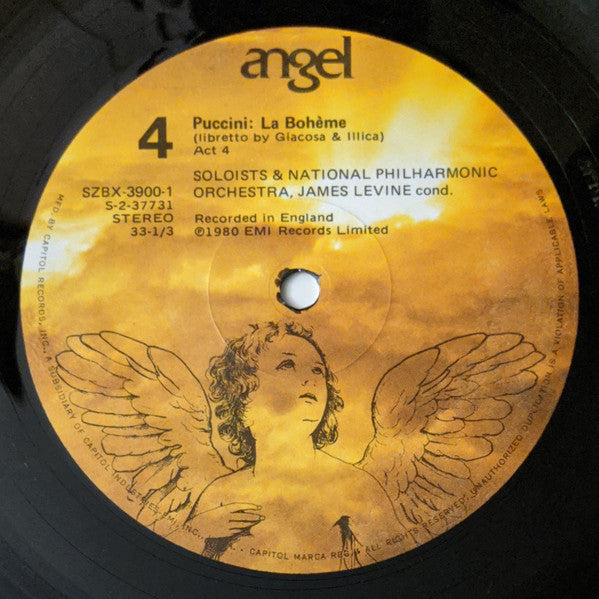 angel
4
Puccini: La Bohème
(libretto by Giacosa & Illica)
Act 4
SOLOISTS & NATIONAL PHILHARMONIC
ORCHESTRA, JAMES LEVINE cond.
SZBX-3900-1
S-2-37731
STEREO
33-1/3
Recorded in England
℗1980 EMI Records Limited
MFD. BY CAPITOL RECORDS, INC., A SUBSIDIARY OF CAPITOL INDUSTRIES-EMI, INC., • CAPITOL MARCA REG. • ALL RIGHTS RESERVED. UNAUTHORIZED DUPLICATION IS A VIOLATION OF APPLICABLE LAWS